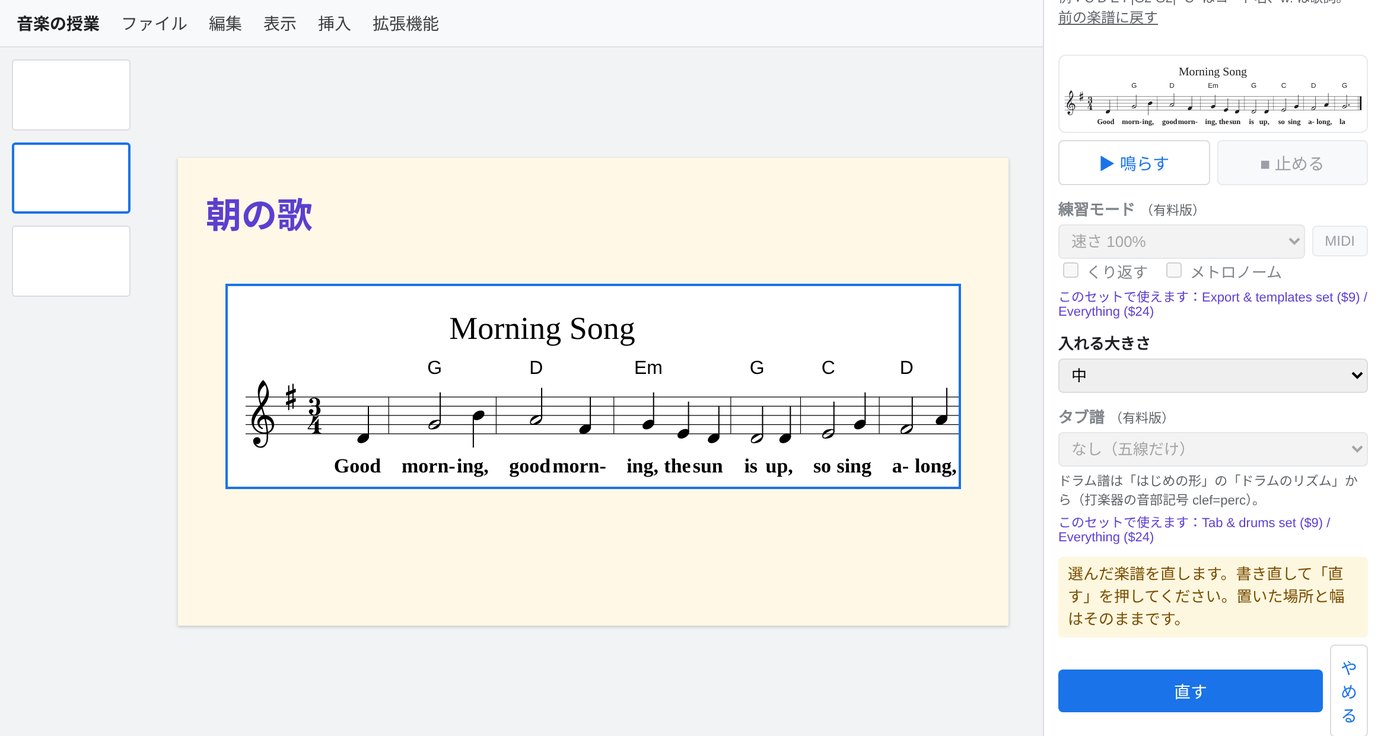 音楽の授業 ファイル 編集 表示 挿入 拡張機能
朝の歌
Morning Song
G D Em G C D
3
4
Good morn-ing, good morn- ing, the sun is up, so sing a- long,
前の楽譜に戻す
Morning Song
G D Em G C D G
3
4
Good morn-ing, good morn- ing, the sun is up, so sing a- long, la
▶ 鳴らす ■ 止める
練習モード (有料版)
速さ 100% MIDI
くり返す メトロノーム
このセットで使えます:Export & templates set ($9) /
Everything ($24)
入れる大きさ
中
タブ譜 (有料版)
なし(五線だけ)
ドラム譜は「はじめの形」の「ドラムのリズム」か
ら(打楽器の音部記号 clef=perc)。
このセットで使えます:Tab & drums set ($9) /
Everything ($24)
選んだ楽譜を直します。書き直して「直
す」を押してください。置いた場所と幅
はそのままです。
直す
や
め
る